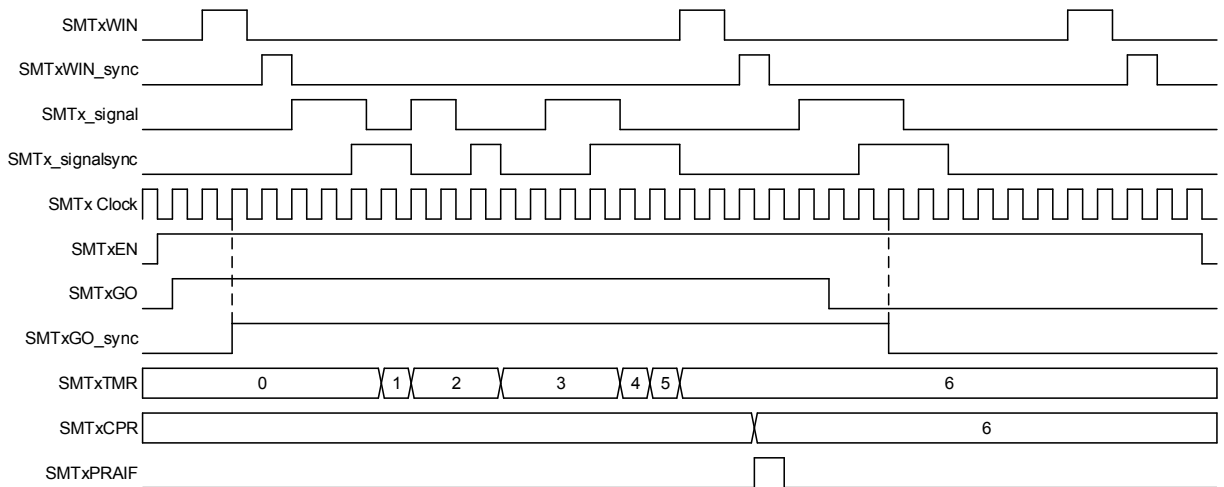 SMTxWIN
SMTxWIN_sync
SMTx_signal
SMTx_signalsync
SMTx Clock
SMTxEN
SMTxGO
SMTxGO_sync
SMTxTMR 0 1 2 3 4 5 6
SMTxCPR 6
SMTxPRAIF